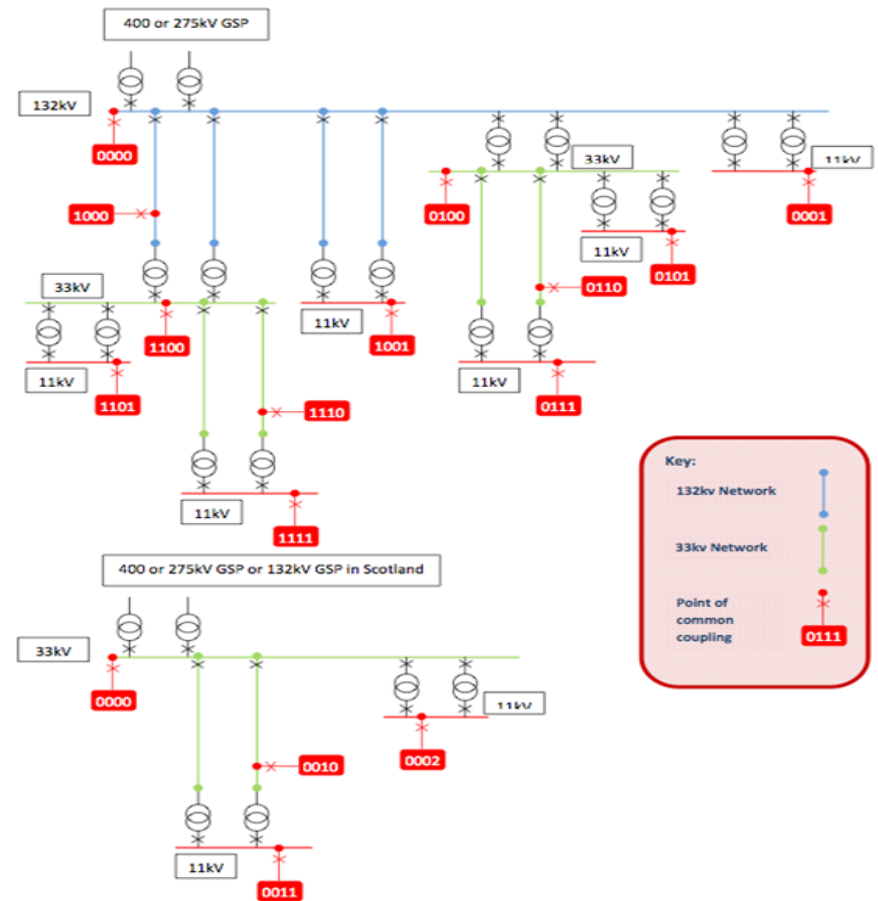 400 or 275kV GSP
132kV
0000
33kV
11kV
1000
0100
0001
11kV
0101
33kV
0110
11kV
1100
1001
11kV
11kV
1101
0111
1110
Key:
132kv Network
11kV
1111
33kv Network
400 or 275kV GSP or 132kV GSP in Scotland
Point of
common
coupling
0111
33kV
0000
11kV
0002
0010
11kV
0011